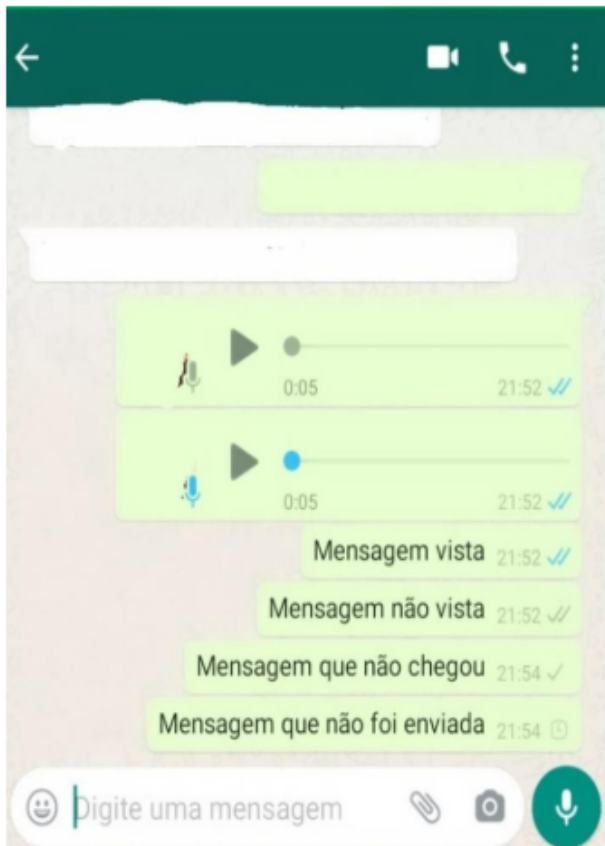 0:05 21:52
0:05 21:52
Mensagem vista 21:52
Mensagem não vista 21:52
Mensagem que não chegou 21:54
Mensagem que não foi enviada 21:54
Digite uma mensagem